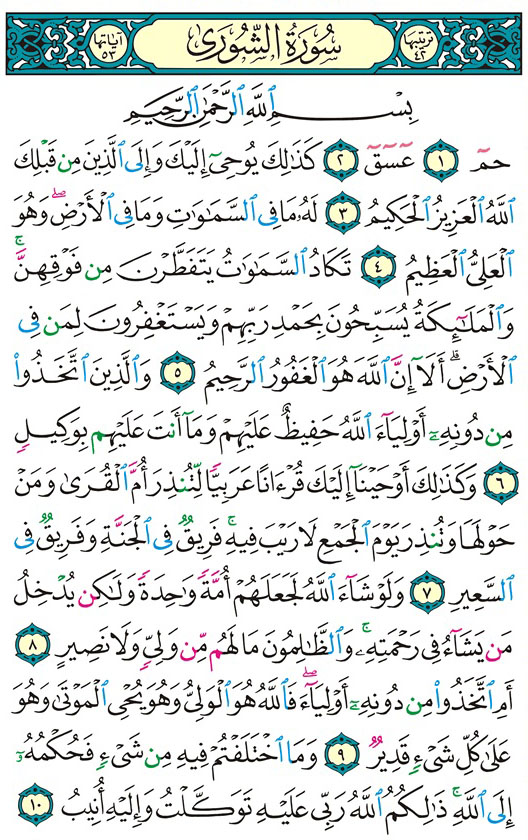 ترتيبها ٤٢ سُورَةُ الشُّورَىٰ آياتها ٥٣
بِسْمِ ٱللَّهِ ٱلرَّحْمَٰنِ ٱلرَّحِيمِ
حمٓ ١ عٓسٓقٓ ٢ كَذَٰلِكَ يُوحِىٓ إِلَيْكَ وَإِلَى ٱلَّذِينَ مِن قَبْلِكَ
ٱللَّهُ ٱلْعَزِيزُ ٱلْحَكِيمُ ٣ لَهُۥ مَا فِى ٱلسَّمَٰوَٰتِ وَمَا فِى ٱلْأَرْضِ ۖ وَهُوَ
ٱلْعَلِىُّ ٱلْعَظِيمُ ٤ تَكَادُ ٱلسَّمَٰوَٰتُ يَتَفَطَّرْنَ مِن فَوْقِهِنَّ ۚ
وَٱلْمَلَٰٓئِكَةُ يُسَبِّحُونَ بِحَمْدِ رَبِّهِمْ وَيَسْتَغْفِرُونَ لِمَن فِى
ٱلْأَرْضِ ۗ أَلَآ إِنَّ ٱللَّهَ هُوَ ٱلْغَفُورُ ٱلرَّحِيمُ ٥ وَٱلَّذِينَ ٱتَّخَذُوا۟
مِن دُونِهِۦٓ أَوْلِيَآءَ ٱللَّهُ حَفِيظٌ عَلَيْهِمْ وَمَآ أَنتَ عَلَيْهِم بِوَكِيلٍ
٦ وَكَذَٰلِكَ أَوْحَيْنَآ إِلَيْكَ قُرْءَانًا عَرَبِيًّا لِّتُنذِرَ أُمَّ ٱلْقُرَىٰ وَمَنْ
حَوْلَهَا وَتُنذِرَ يَوْمَ ٱلْجَمْعِ لَا رَيْبَ فِيهِ ۚ فَرِيقٌ فِى ٱلْجَنَّةِ وَفَرِيقٌ فِى
ٱلسَّعِيرِ ٧ وَلَوْ شَآءَ ٱللَّهُ لَجَعَلَهُمْ أُمَّةً وَٰحِدَةً وَلَٰكِن يُدْخِلُ
مَن يَشَآءُ فِى رَحْمَتِهِۦ ۚ وَٱلظَّٰلِمُونَ مَا لَهُم مِّن وَلِىٍّ وَلَا نَصِيرٍ ٨
أَمِ ٱتَّخَذُوا۟ مِن دُونِهِۦٓ أَوْلِيَآءَ ۖ فَٱللَّهُ هُوَ ٱلْوَلِىُّ وَهُوَ يُحْىِ ٱلْمَوْتَىٰ وَهُوَ
عَلَىٰ كُلِّ شَىْءٍ قَدِيرٌ ٩ وَمَا ٱخْتَلَفْتُمْ فِيهِ مِن شَىْءٍ فَحُكْمُهُۥٓ
إِلَى ٱللَّهِ ۚ ذَٰلِكُمُ ٱللَّهُ رَبِّى عَلَيْهِ تَوَكَّلْتُ وَإِلَيْهِ أُنِيبُ ١٠